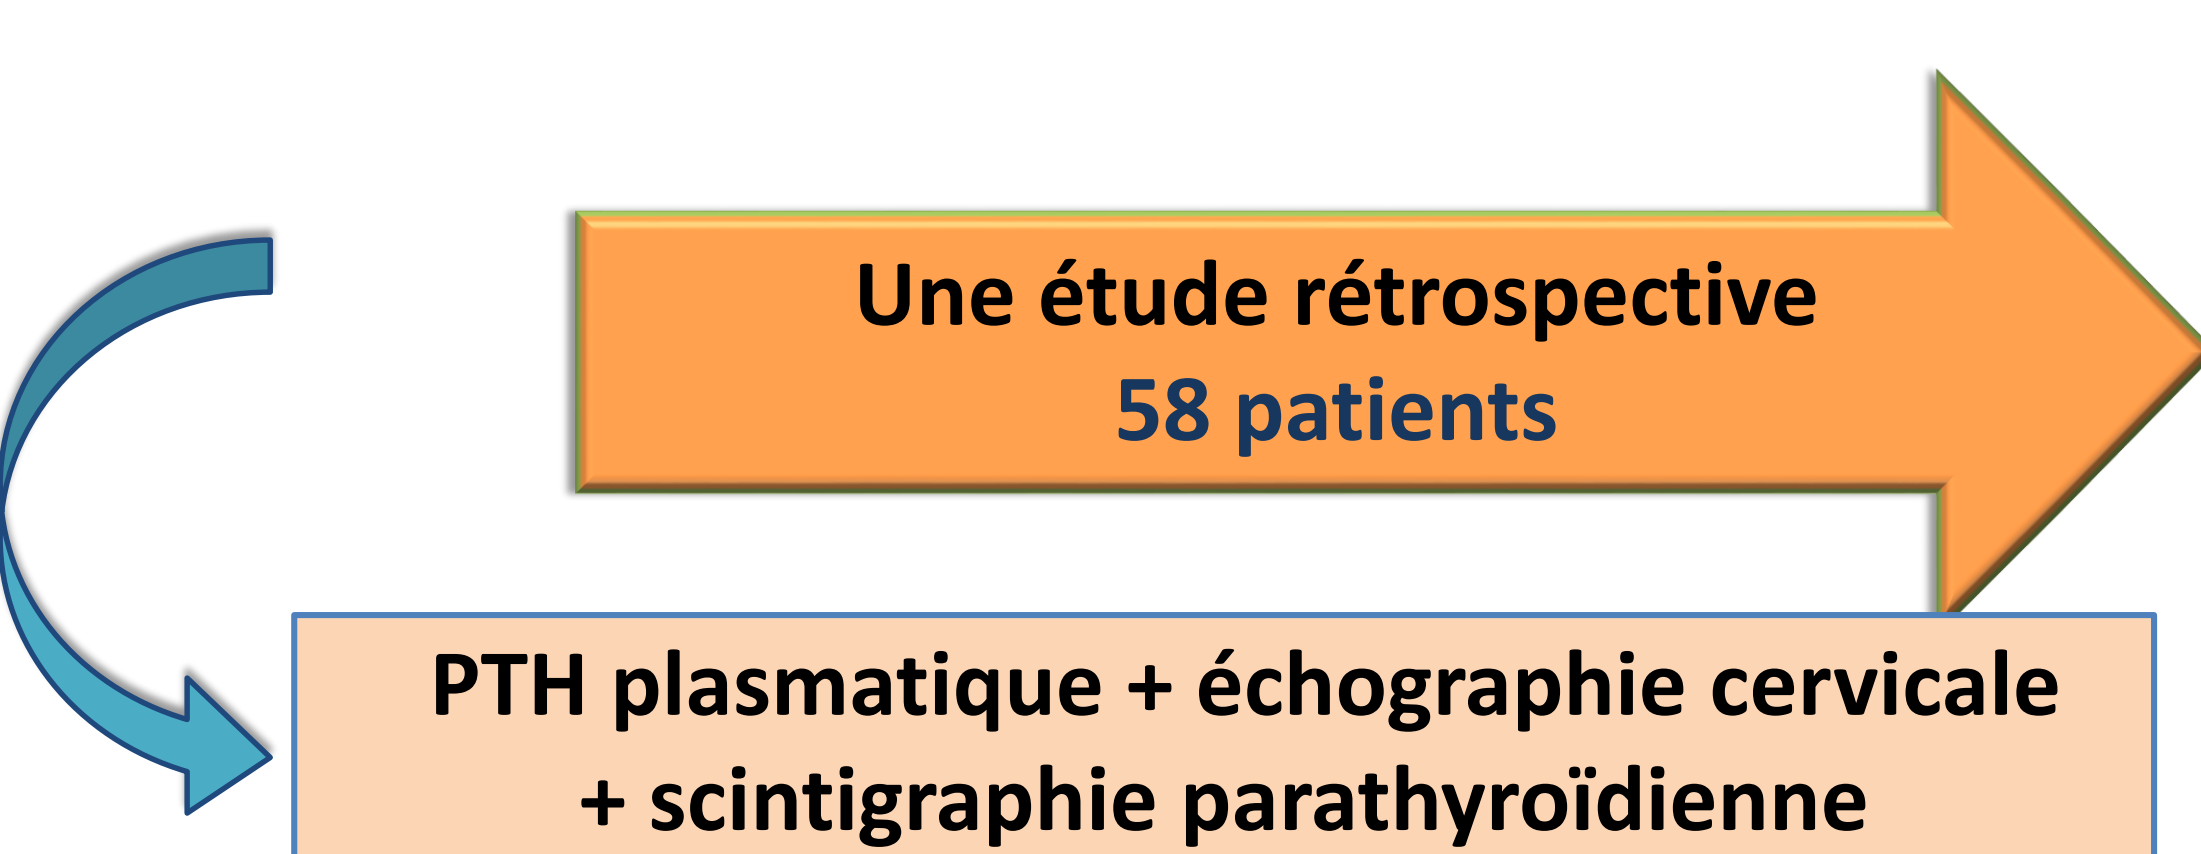 Une étude rétrospective
58 patients
PTH plasmatique + échographie cervicale
+ scintigraphie parathyroïdienne